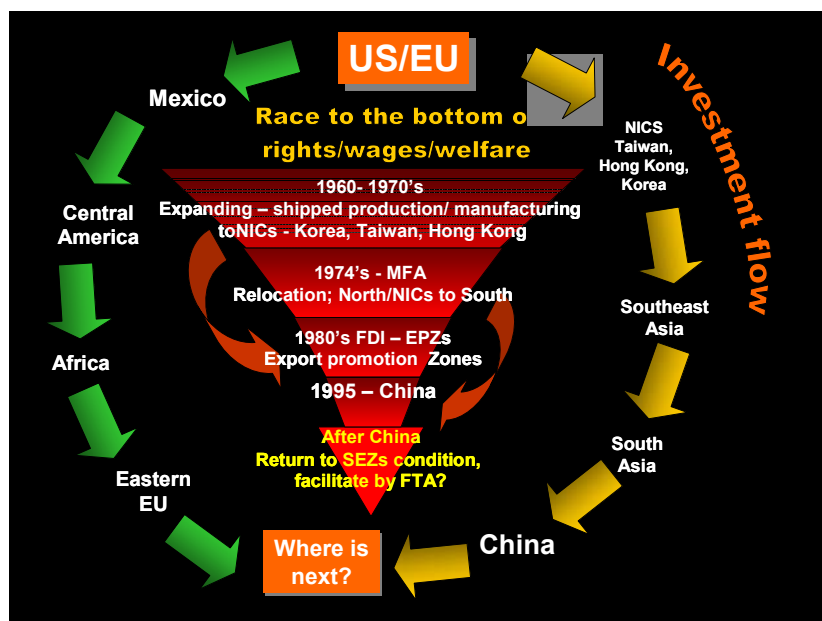 US/EU
Race to the bottom o
rights/wages/welfare
Investment flow
Mexico
Central
America
Africa
Eastern
EU
NICS
Taiwan,
Hong Kong,
Korea
Southeast
Asia
South
Asia
China
1960- 1970's
Expanding – shipped production/ manufacturing
toNICs - Korea, Taiwan, Hong Kong
1974's - MFA
Relocation; North/NICs to South
1980's FDI – EPZs
Export promotion Zones
1995 – China
After China
Return to SEZs condition,
facilitate by FTA?
Where is
next?